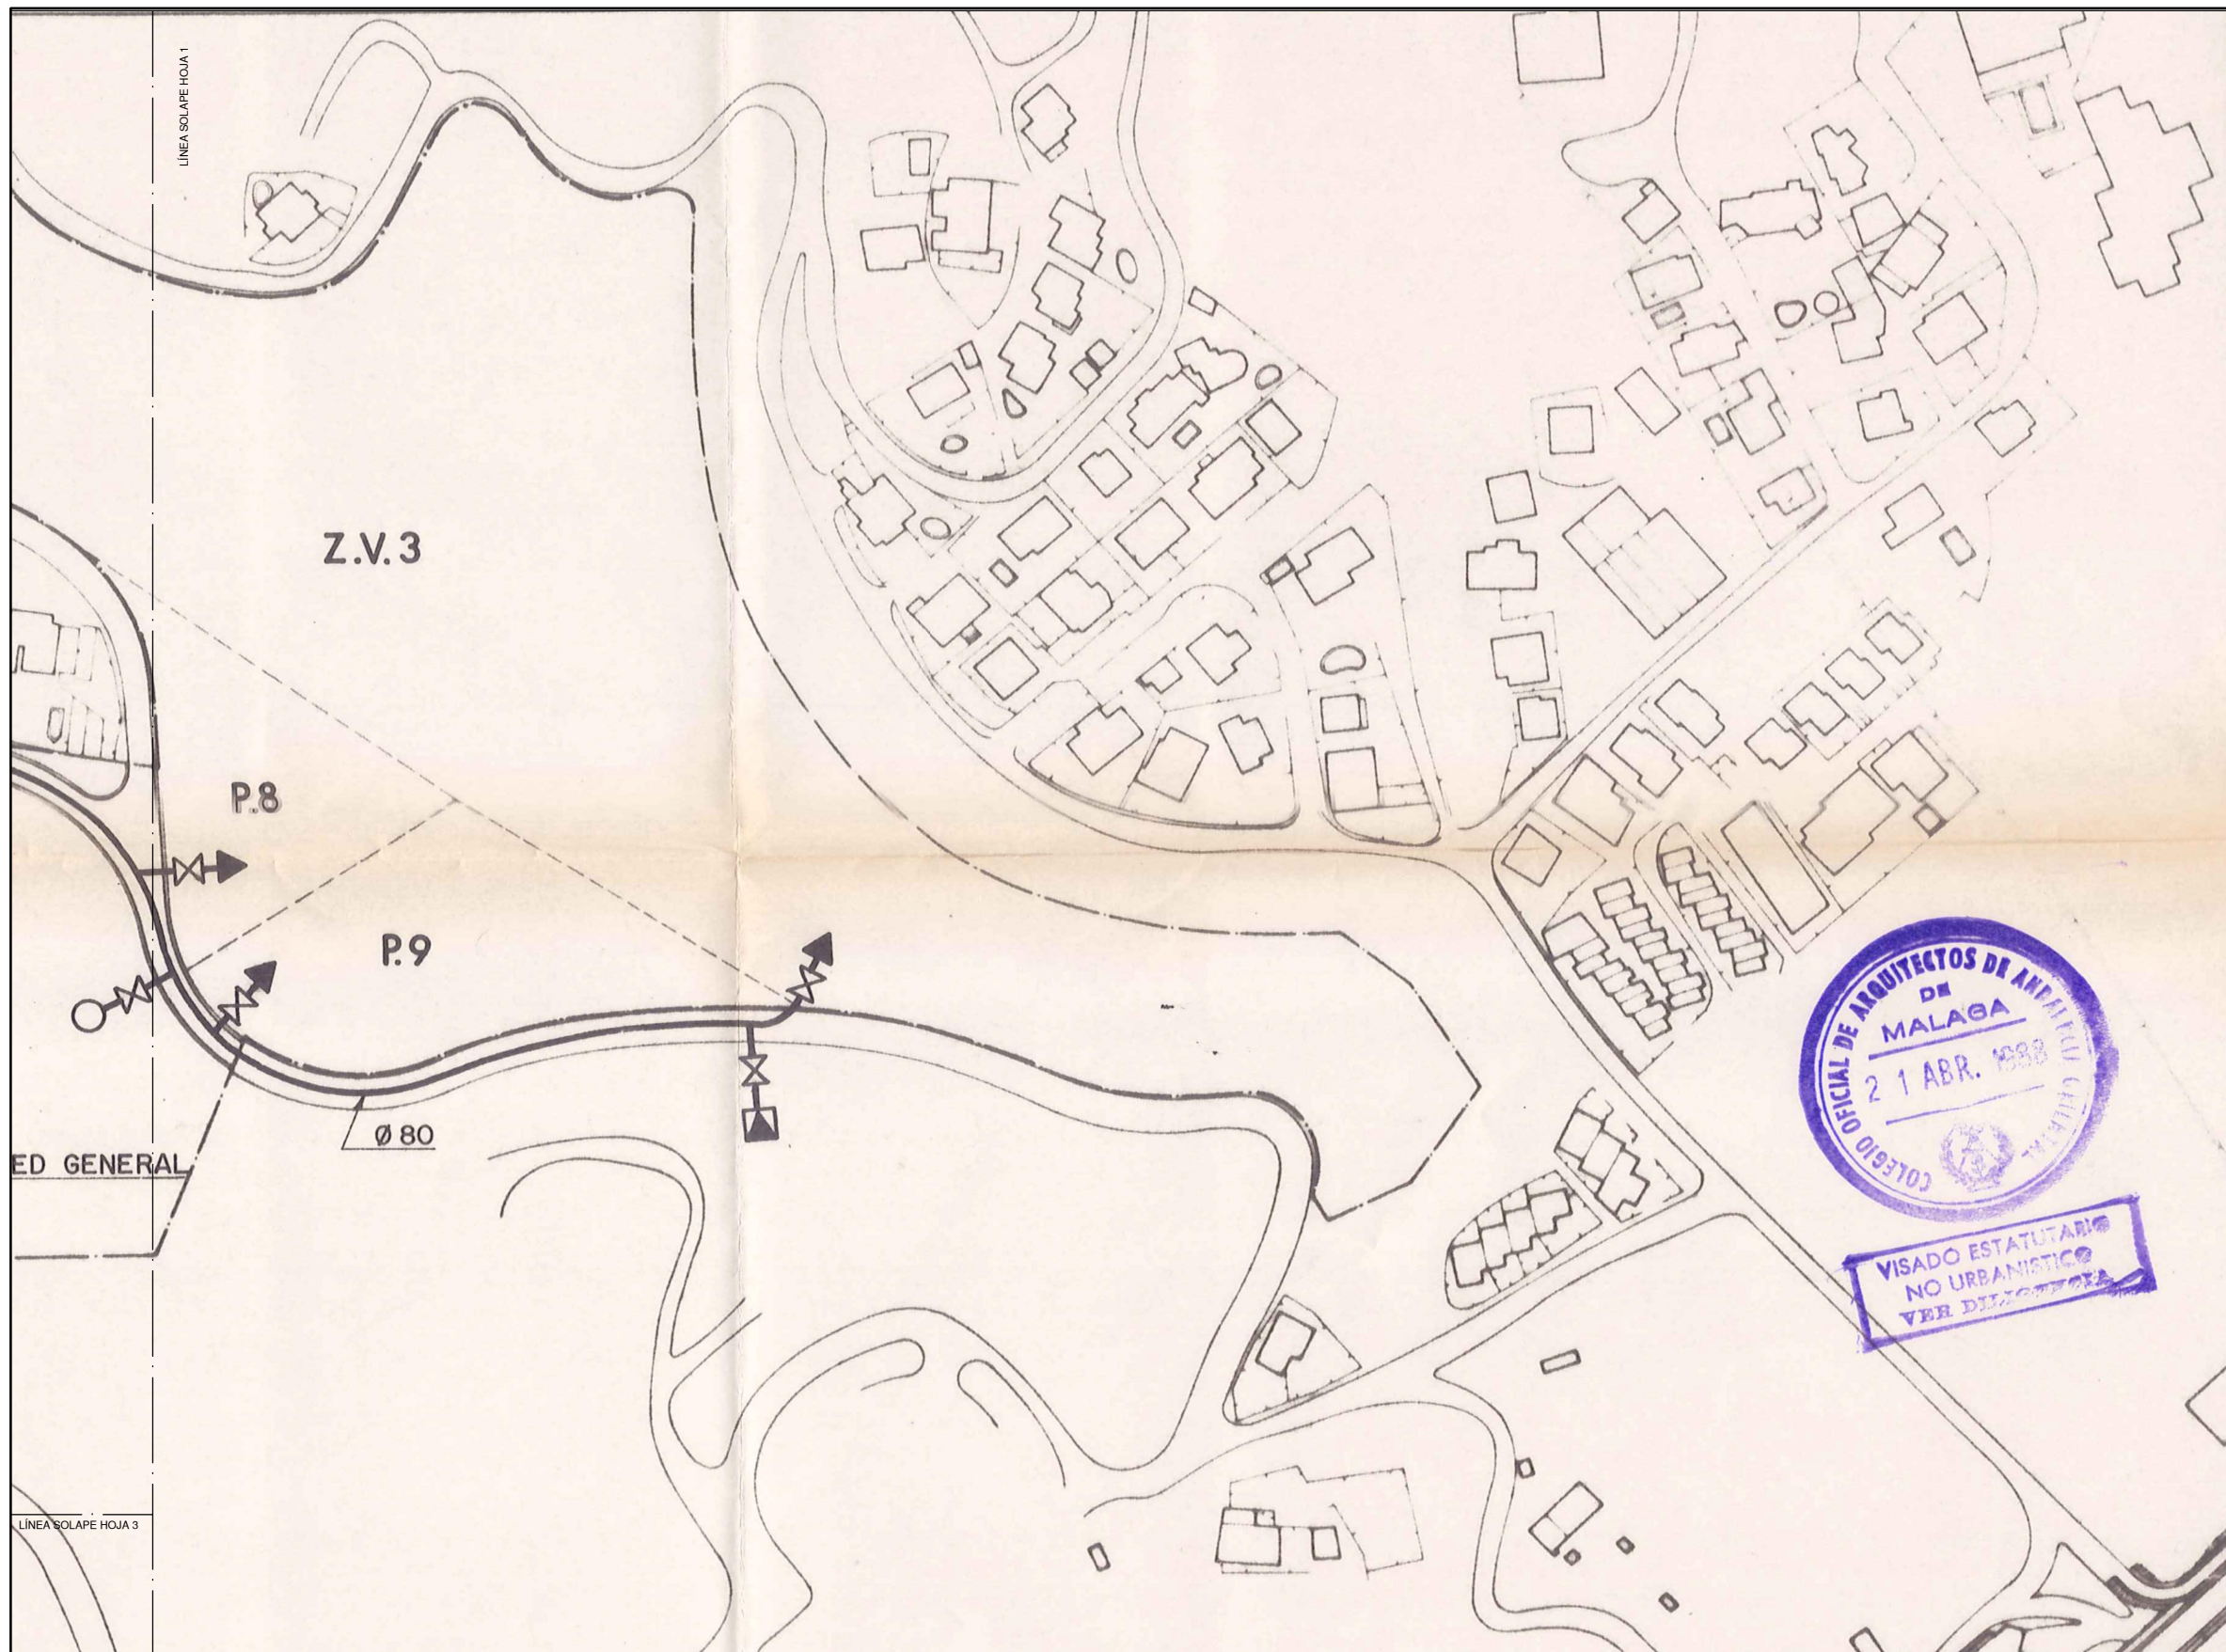 LÍNEA SOLAPE HOJA 1
Z.V.3
P.8
P.9
Ø 80
ED GENERAL
LÍNEA SOLAPE HOJA 3
COLEGIO OFICIAL DE ARQUITECTOS DE
DE
MALAGA
2 1 ABR. 1988
VISADO ESTATUTARIO
NO URBANISTICO
VER